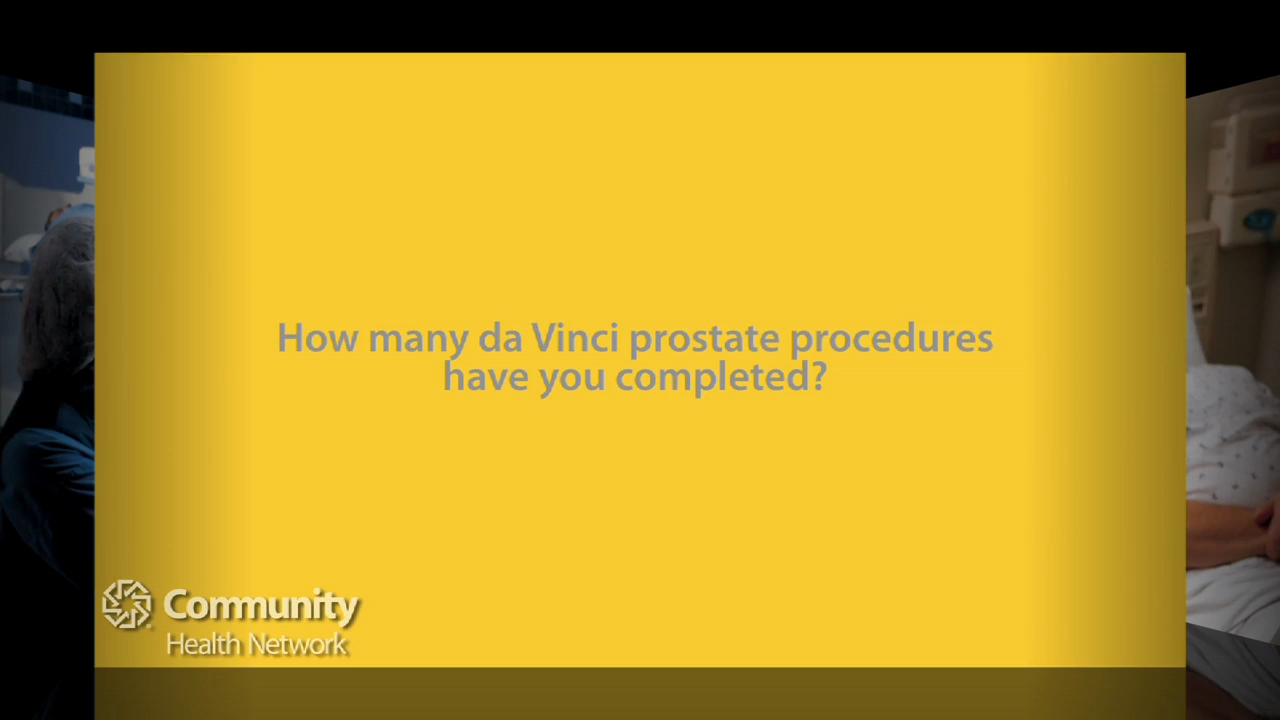 How many da Vinci prostate procedures
have you completed?
Community
Health Network